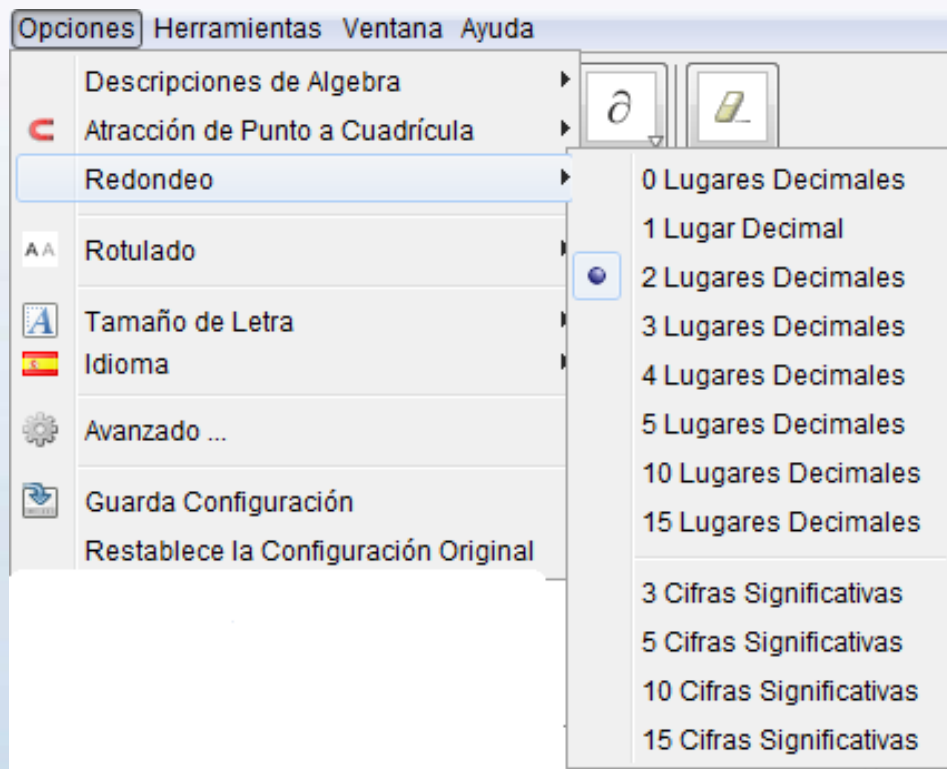 Opciones Herramientas Ventana Ayuda
Descripciones de Algebra
Atracción de Punto a Cuadrícula
Redondeo
Rotulado
Tamaño de Letra
Idioma
Avanzado ...
Guarda Configuración
Restablece la Configuración Original
0 Lugares Decimales
1 Lugar Decimal
2 Lugares Decimales
3 Lugares Decimales
4 Lugares Decimales
5 Lugares Decimales
10 Lugares Decimales
15 Lugares Decimales
3 Cifras Significativas
5 Cifras Significativas
10 Cifras Significativas
15 Cifras Significativas